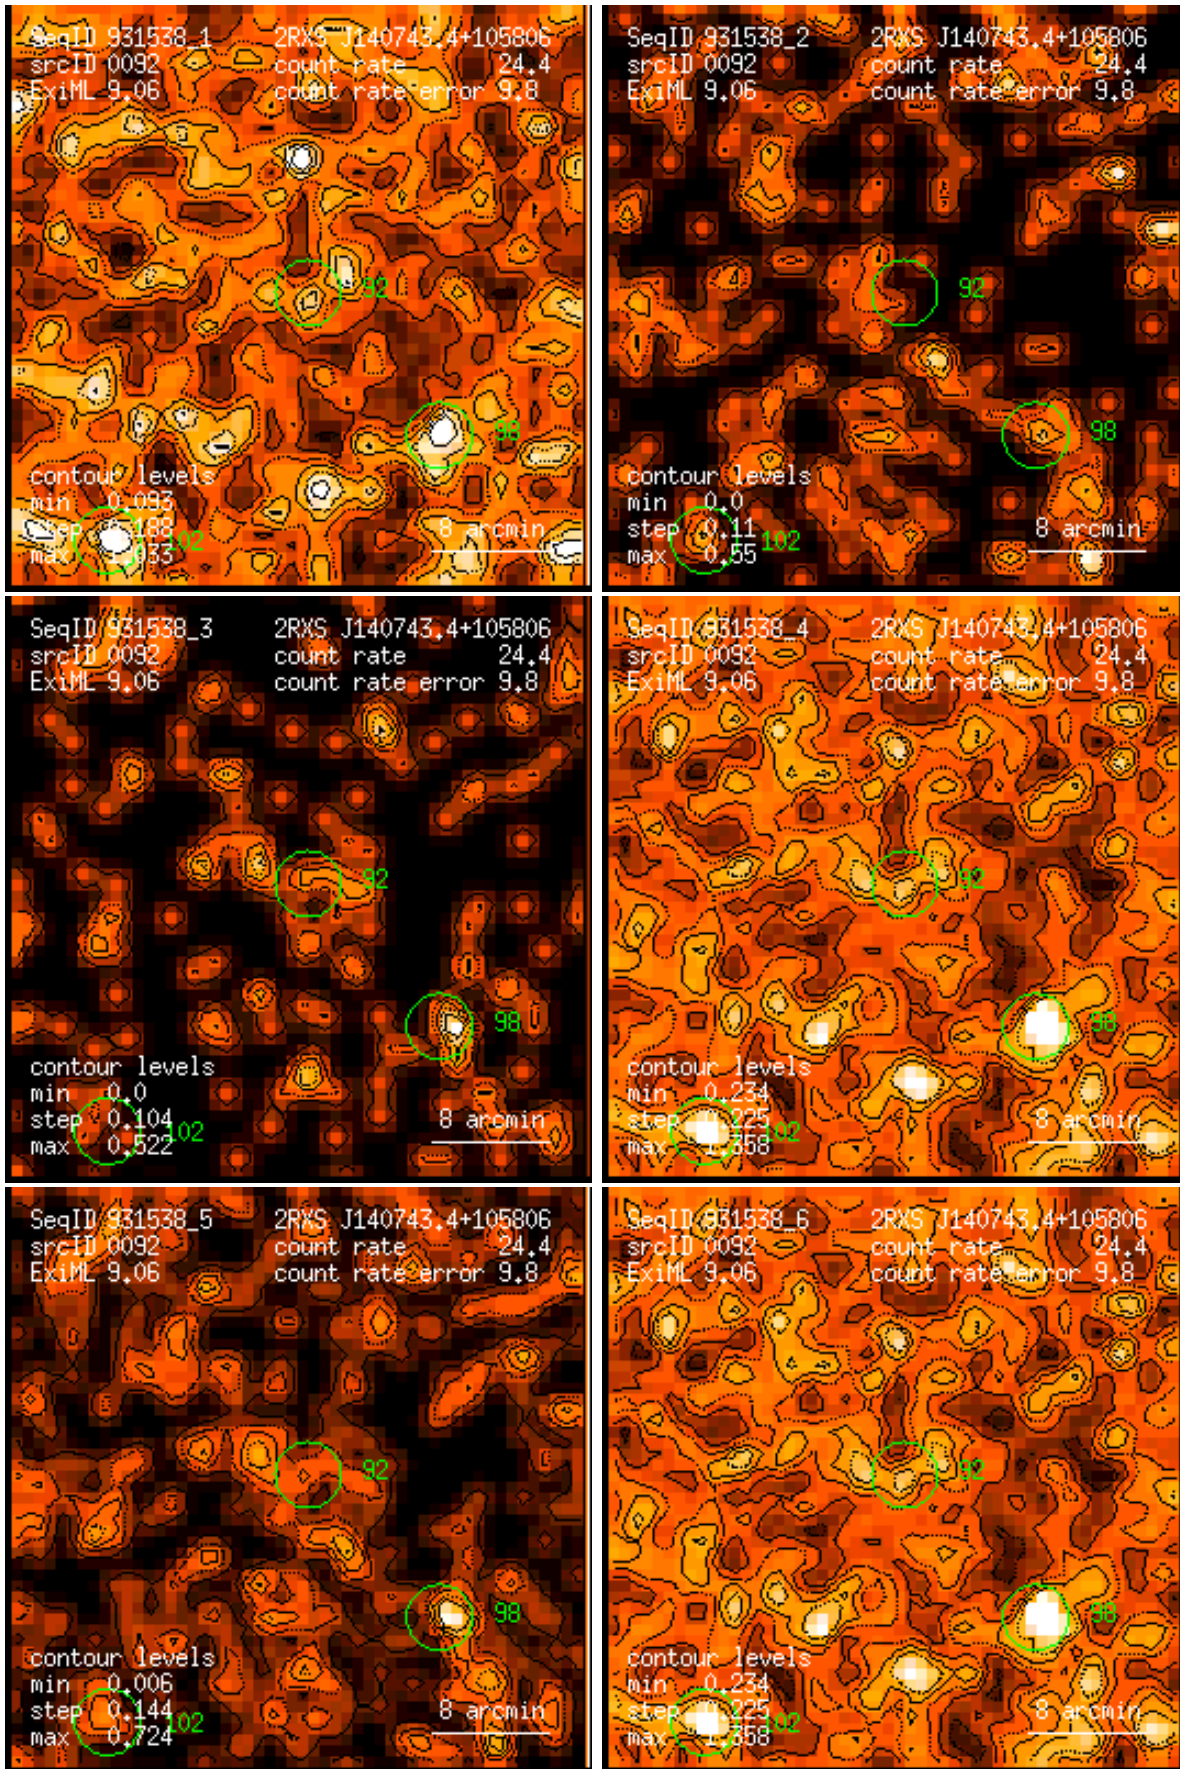 SeqID 931538_1 2RXS J140743.4+105806
srcID 0092 count rate 24.4
ExiML 9.06 count rate error 9.8
92
98
contour levels
min 0.093
step 0.188 8 arcmin
102
max 1.033
SeqID 931538_2 2RXS J140743.4+105806
srcID 0092 count rate 24.4
ExiML 9.06 count rate error 9.8
92
98
contour levels
min 0.0
step 0.11 8 arcmin
102
max 0.55
SeqID 931538_3 2RXS J140743.4+105806
srcID 0092 count rate 24.4
ExiML 9.06 count rate error 9.8
92
98
contour levels
min 0.0
step 0.104 8 arcmin
102
max 0.522
SeqID 931538_4 2RXS J140743.4+105806
srcID 0092 count rate 24.4
ExiML 9.06 count rate error 9.8
92
98
contour levels
min 0.234
step 0.225 8 arcmin
102
max 1.358
SeqID 931538_5 2RXS J140743.4+105806
srcID 0092 count rate 24.4
ExiML 9.06 count rate error 9.8
92
98
contour levels
min 0.006
step 0.144 8 arcmin
102
max 0.724
SeqID 931538_6 2RXS J140743.4+105806
srcID 0092 count rate 24.4
ExiML 9.06 count rate error 9.8
92
98
contour levels
min 0.234
step 0.225 8 arcmin
102
max 1.358